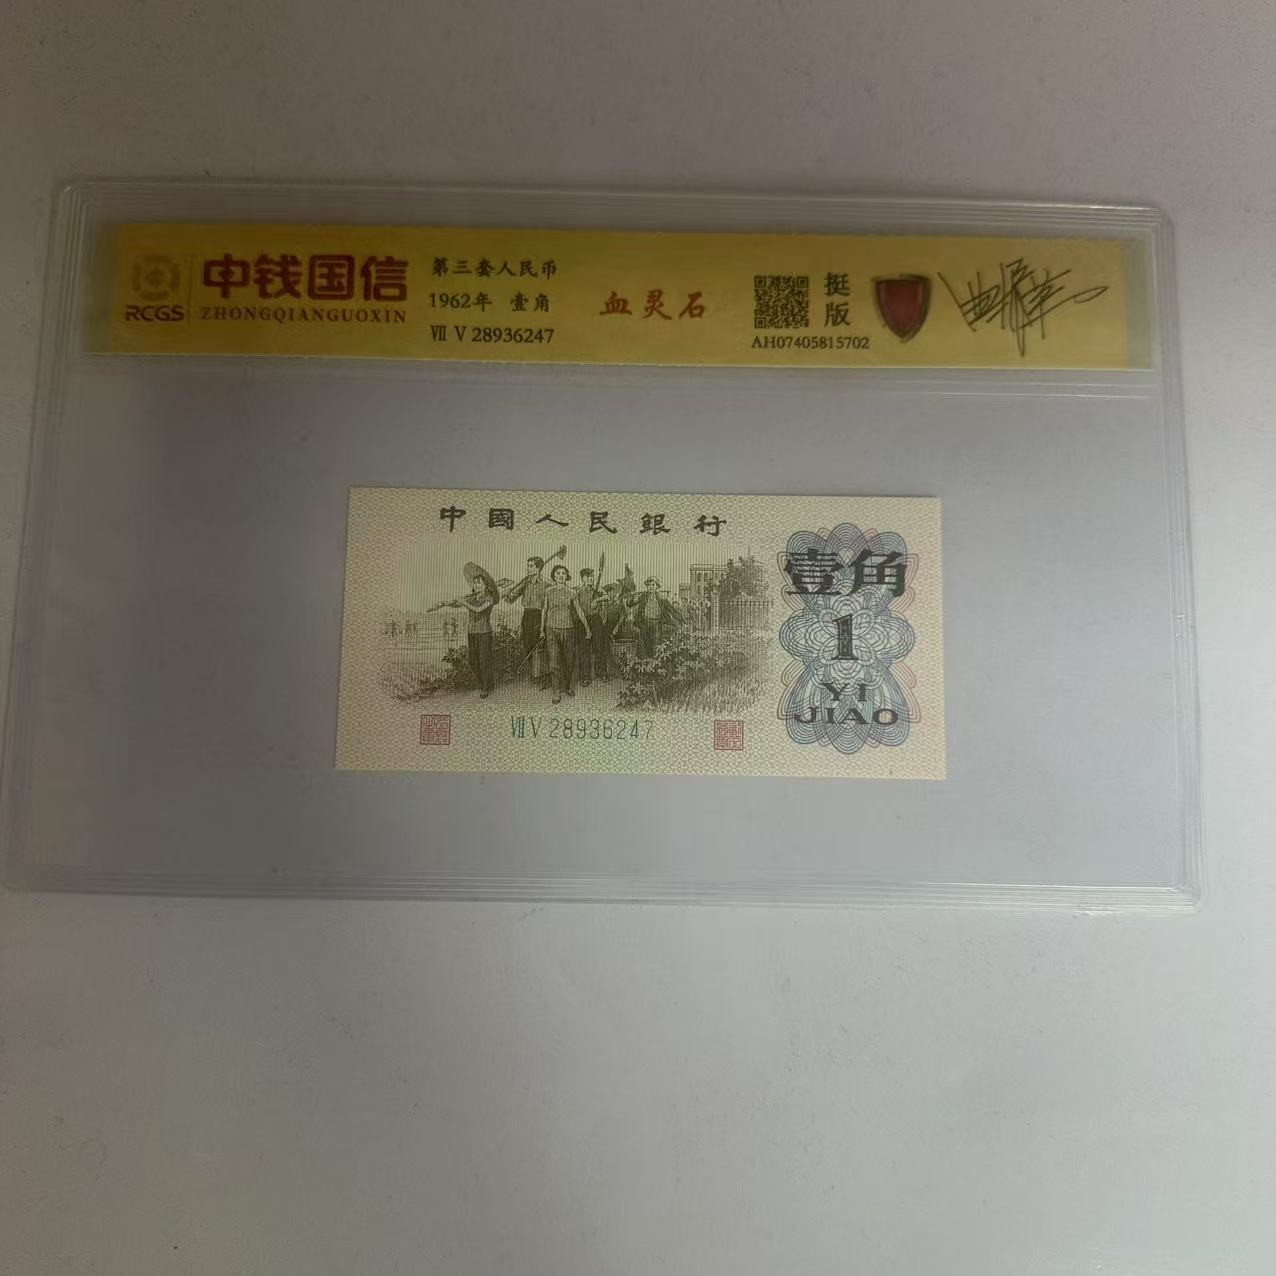 RCGS
中钱国信
ZHONGQIANGUOXIN
第三套人民币
1962年 壹角
Ⅶ V 28936247
血灵石
挺版
AH07405815702
中國人民銀行
壹角
1
YI
JIAO
Ⅶ V 28936247